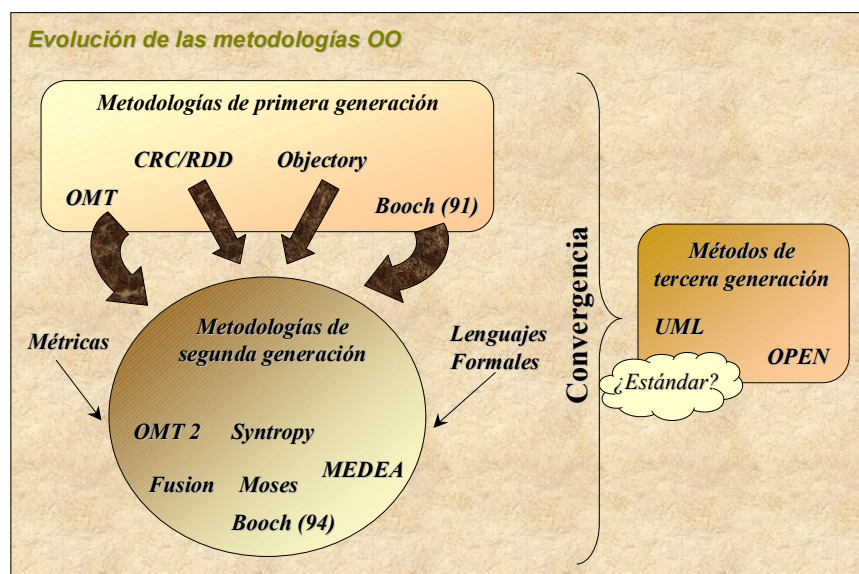 Evolución de las metodologías OO
Metodologías de primera generación
CRC/RDD Objectory
OMT
Booch (91)
Métricas
Metodologías de
segunda generación
Lenguajes
Formales
OMT 2 Syntropy
MEDEA
Fusion Moses
Booch (94)
Convergencia
Métodos de
tercera generación
UML
OPEN
¿Estándar?